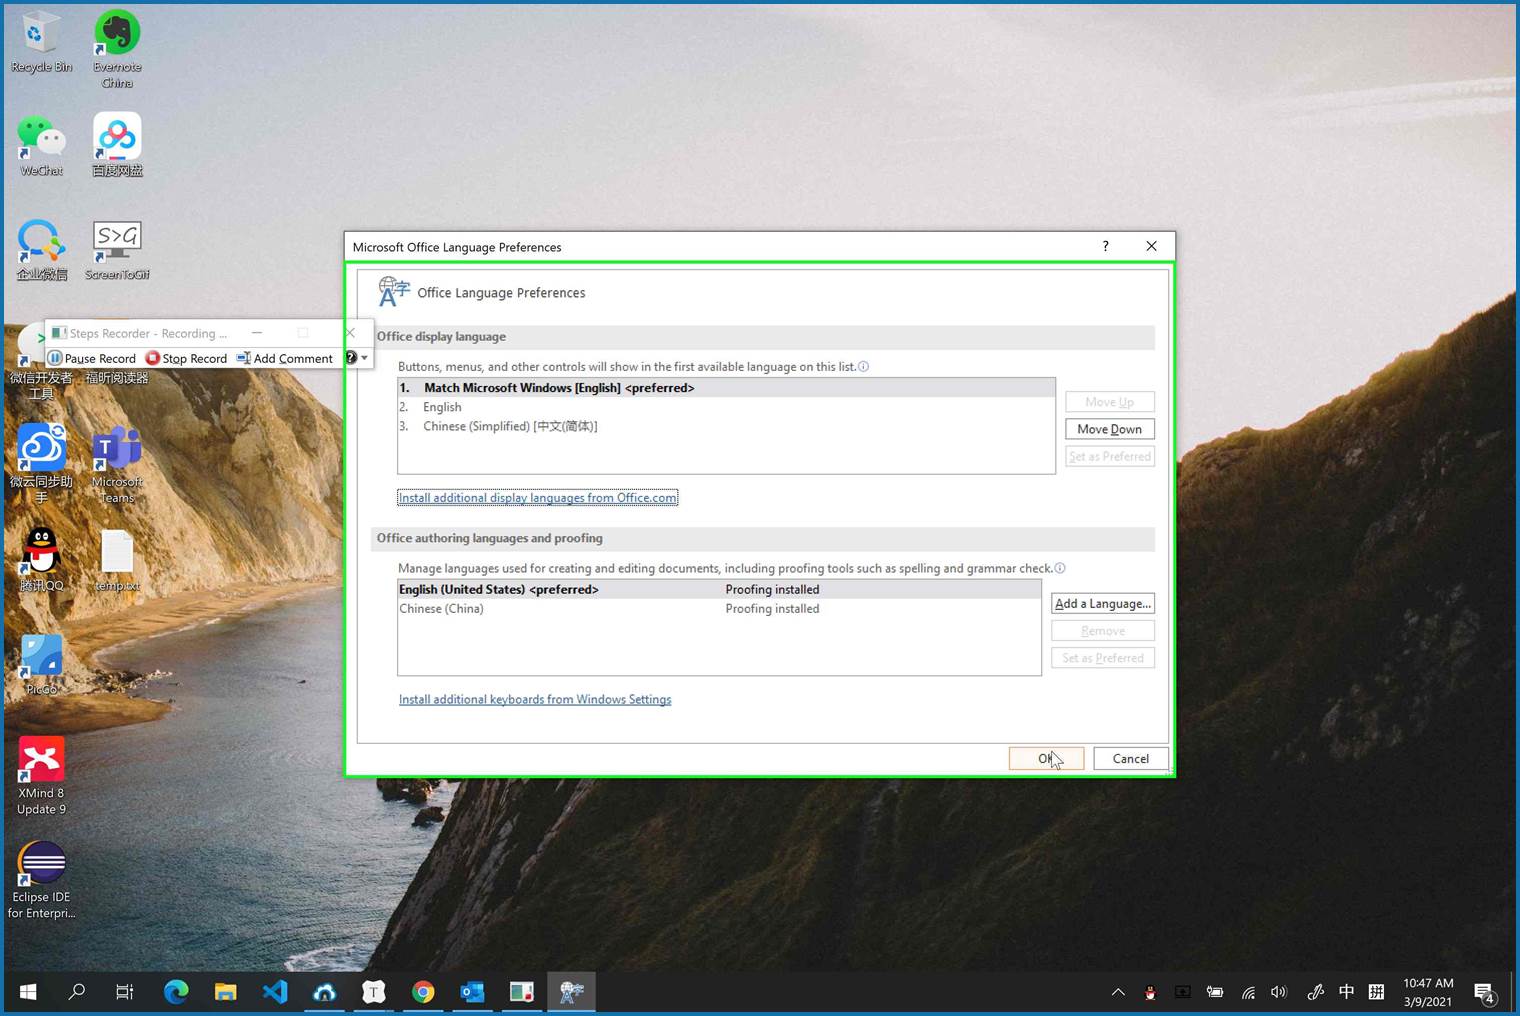 Recycle Bin
Evernote China
WeChat
百度网盘
企业微信
S>G
ScreenToGif
Steps Recorder - Recording ...
Pause Record
Stop Record
Add Comment
微信开发者工具
福昕阅读器
微云同步助手
T
Microsoft Teams
腾讯QQ
temp.txt
PicGo
XMind 8 Update 9
Eclipse IDE for Enterpri...
Microsoft Office Language Preferences
?
A字
Office Language Preferences
Office display language
Buttons, menus, and other controls will show in the first available language on this list.
1. Match Microsoft Windows [English] <preferred>
2. English
3. Chinese (Simplified) [中文(简体)]
Move Up
Move Down
Set as Preferred
Install additional display languages from Office.com
Office authoring languages and proofing
Manage languages used for creating and editing documents, including proofing tools such as spelling and grammar check.
English (United States) <preferred> Proofing installed
Chinese (China) Proofing installed
Add a Language...
Remove
Set as Preferred
Install additional keyboards from Windows Settings
OK
Cancel
T
中
拼
10:47 AM
3/9/2021
4